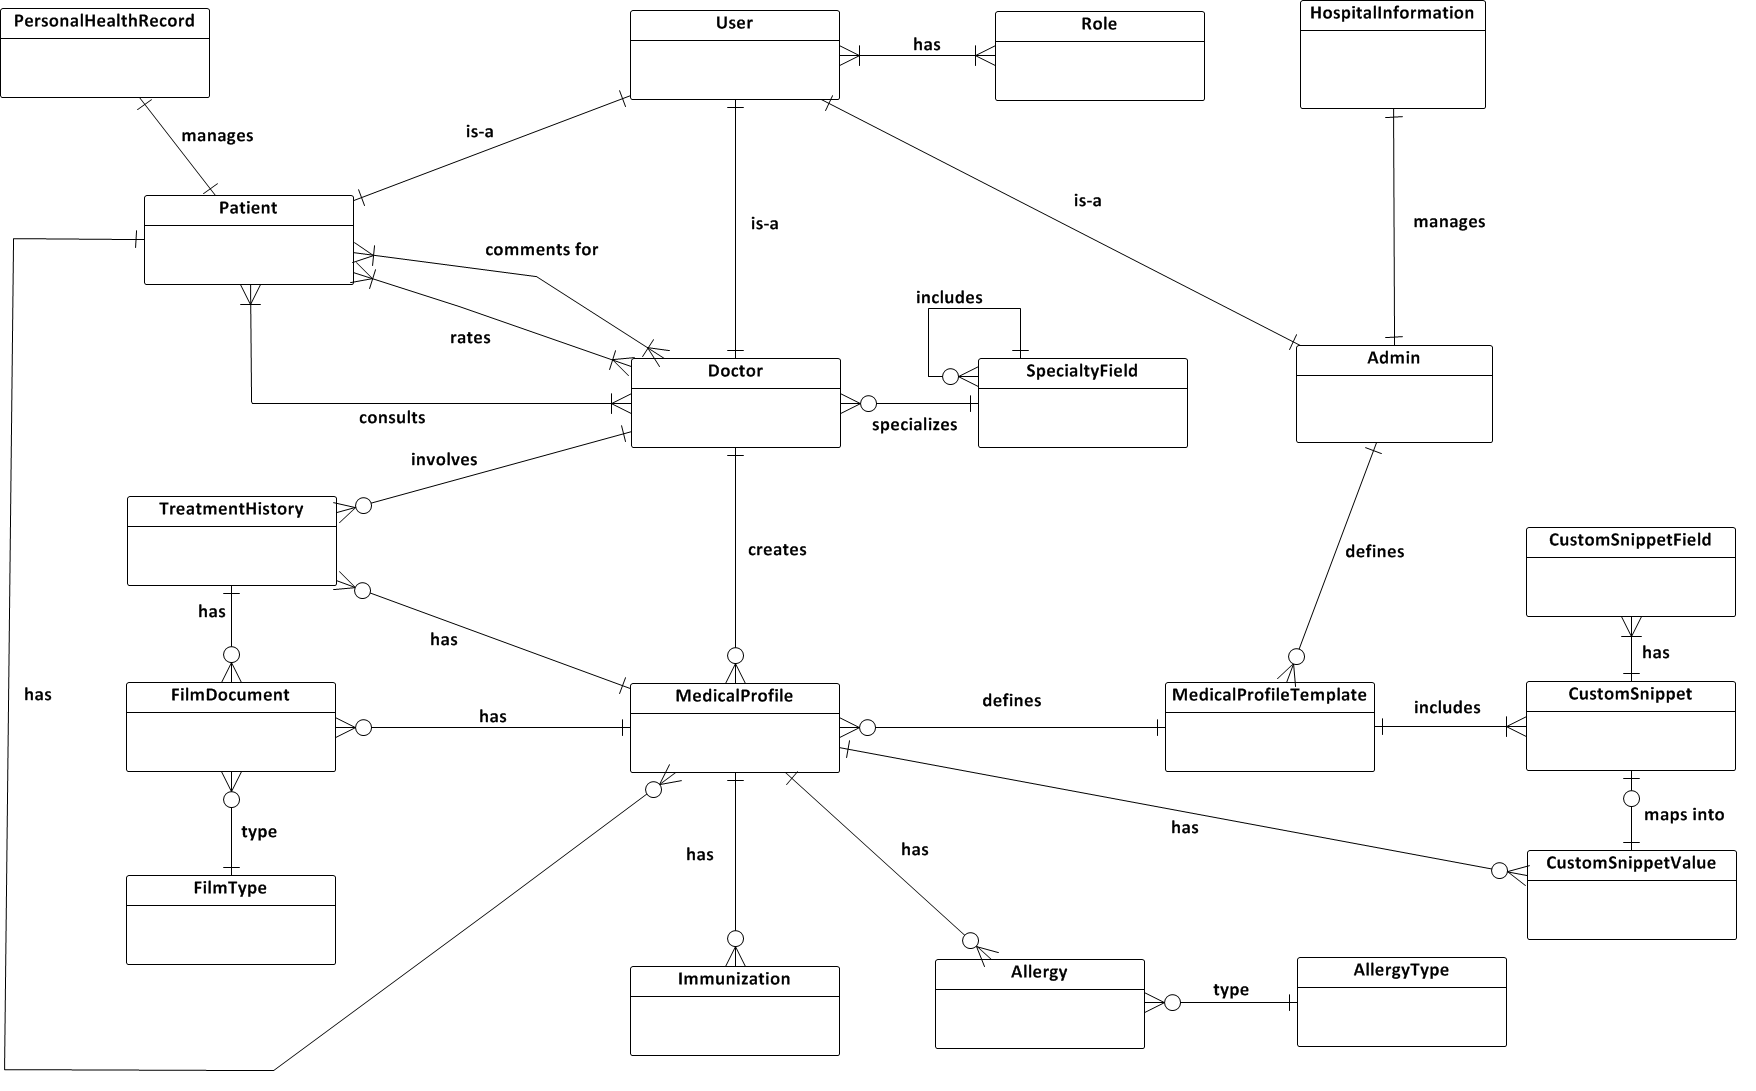 PersonalHealthRecord
User
Role
HospitalInformation
has
manages
is-a
is-a
is-a
manages
Patient
comments for
rates
includes
consults
Doctor
SpecialtyField
Admin
specializes
involves
TreatmentHistory
creates
defines
CustomSnippetField
has
has
has
has
FilmDocument
has
MedicalProfile
defines
MedicalProfileTemplate
includes
CustomSnippet
type
has
has
has
maps into
FilmType
CustomSnippetValue
Immunization
Allergy
type
AllergyType